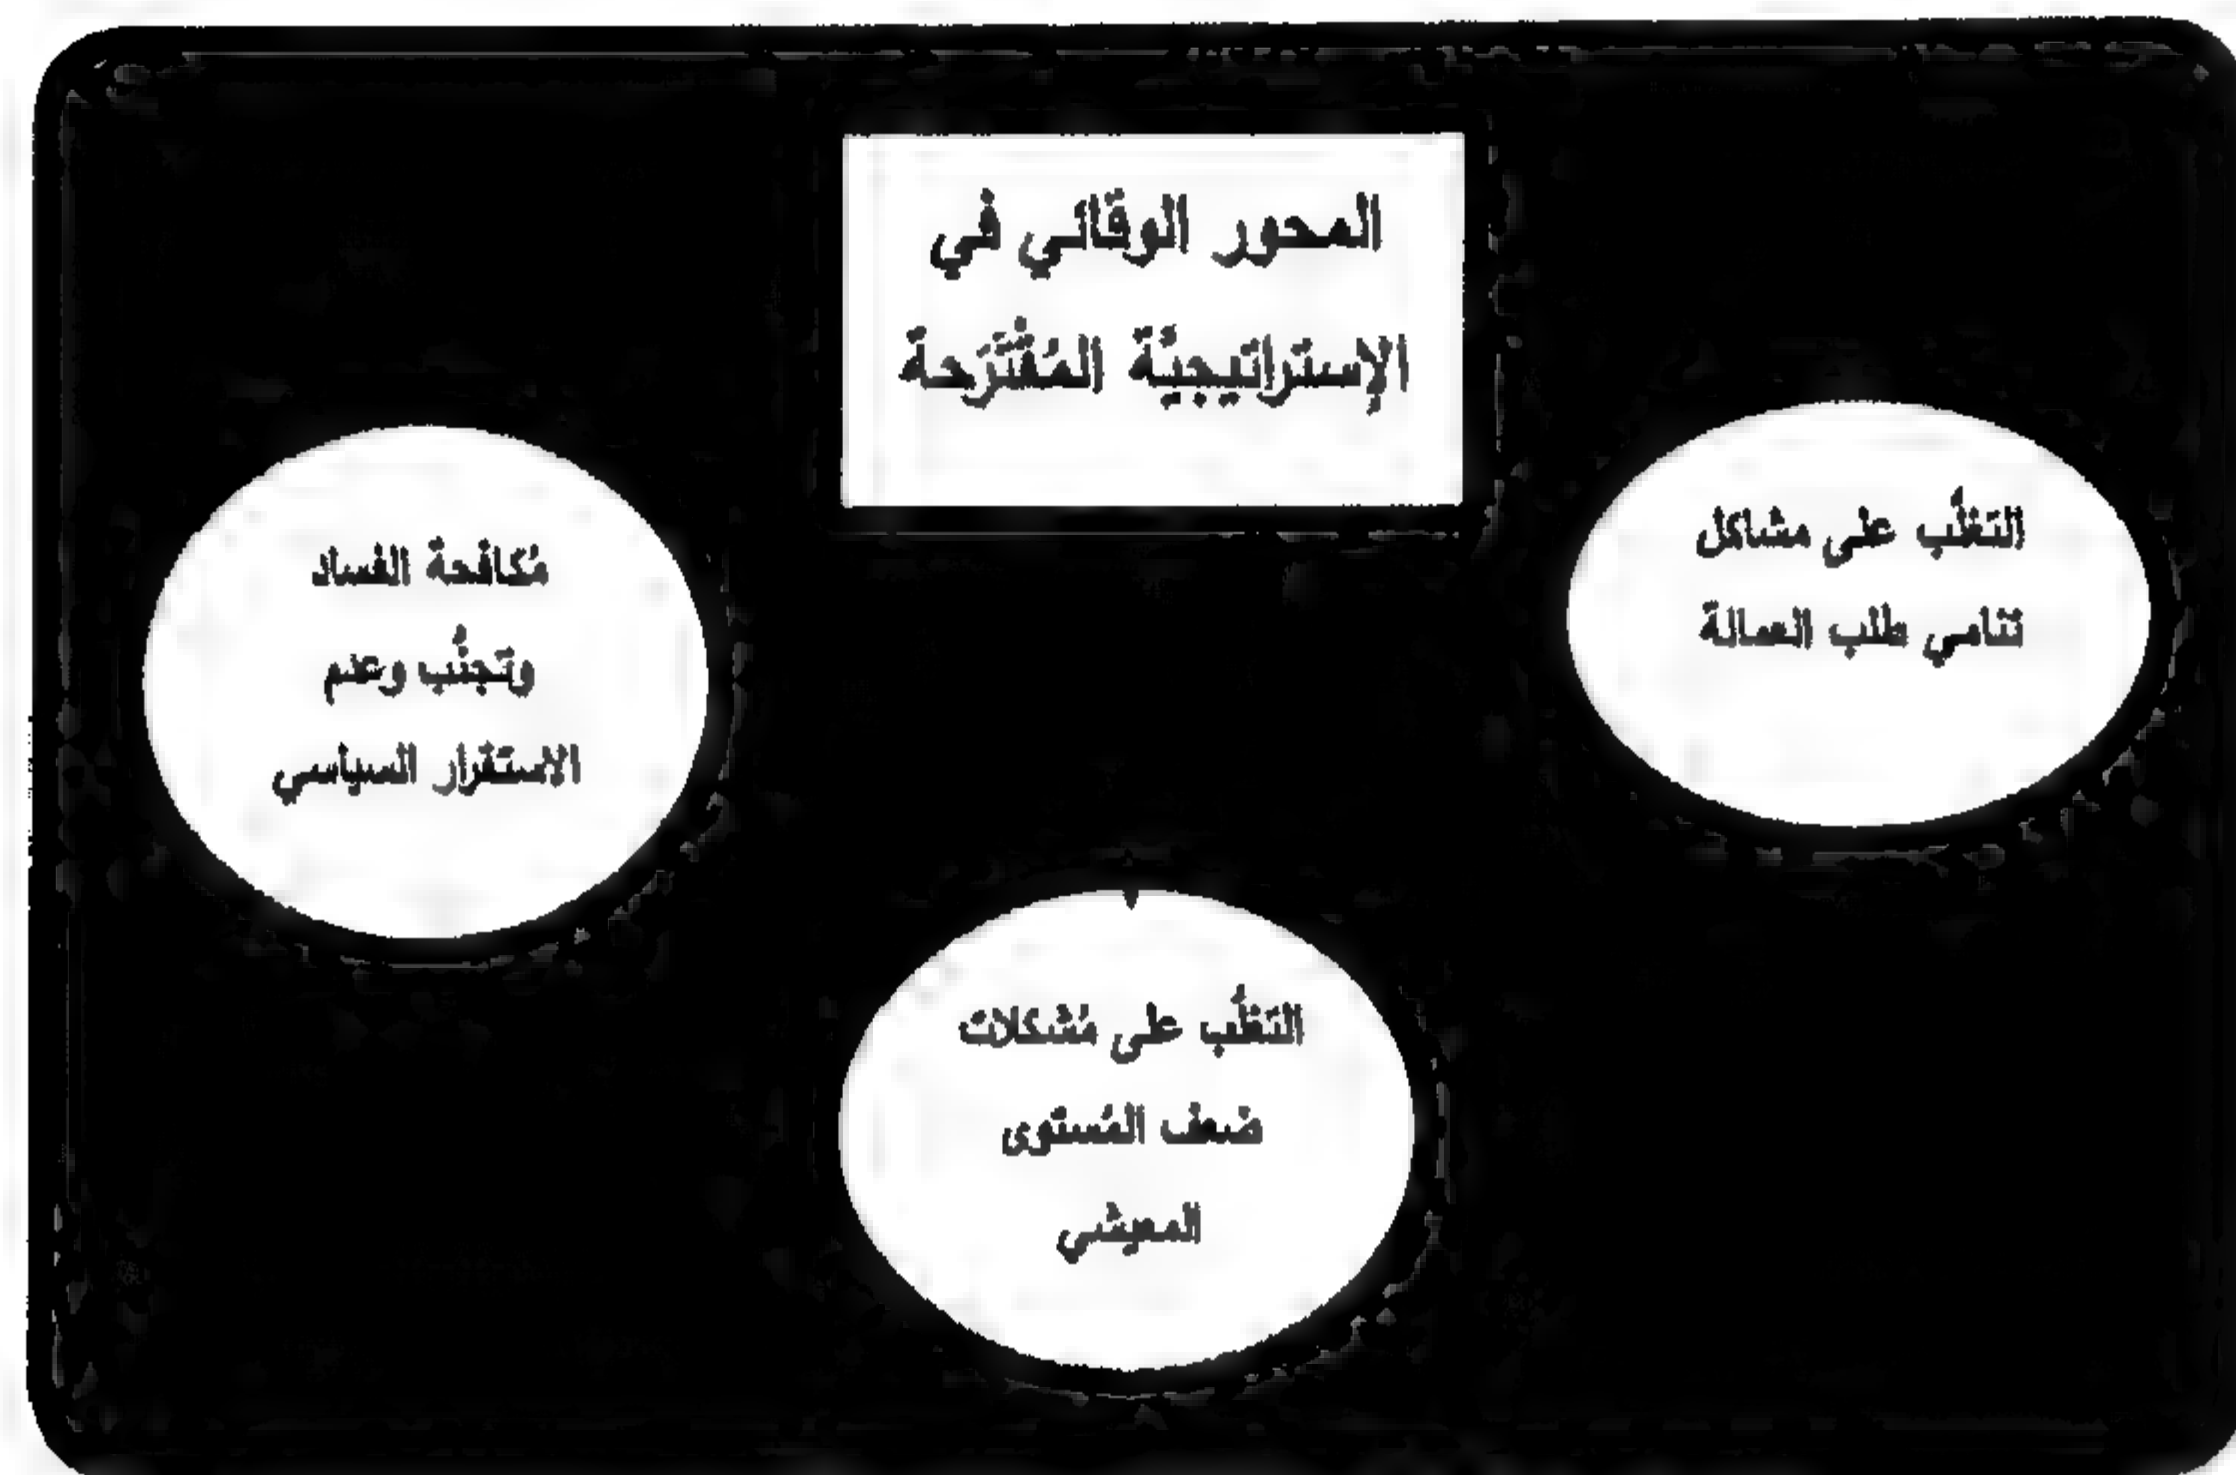 المحور الوقائي في
الإستراتيجيّة المُقْتَرَحة
التغلُّب على مشاكل
تنامي طلب العمالة
مُكافحة الفساد
وتجنُّب وعدم
الاستقرار السياسي
التغلُّب على مُشكلات
ضعف المُستوى
المعيشي